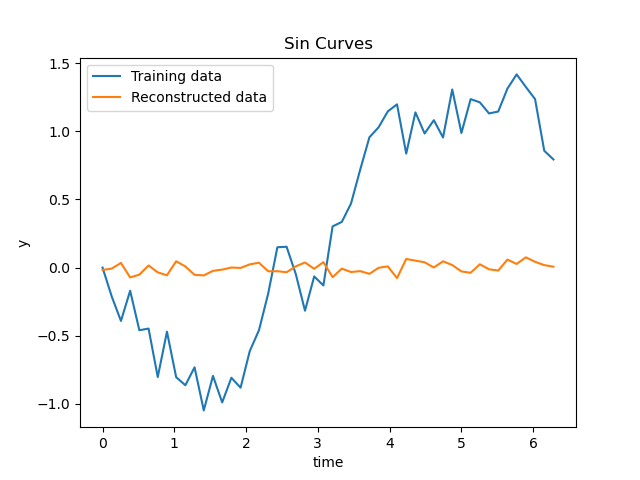 Sin Curves
Training data
Reconstructed data
1.5
1.0
0.5
0.0
−0.5
−1.0
y
0 1 2 3 4 5 6
time